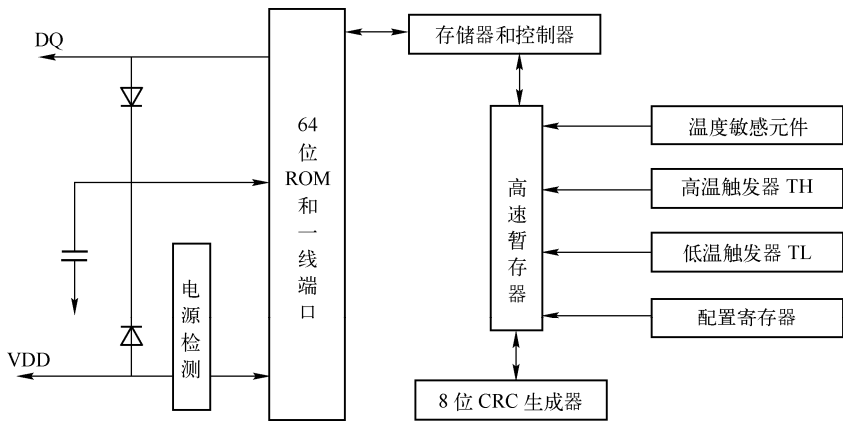 DQ
VDD
电源检测
64
位
ROM
和
一
线
端
口
存储器和控制器
高速暂存器
温度敏感元件
高温触发器 TH
低温触发器 TL
配置寄存器
8 位 CRC 生成器